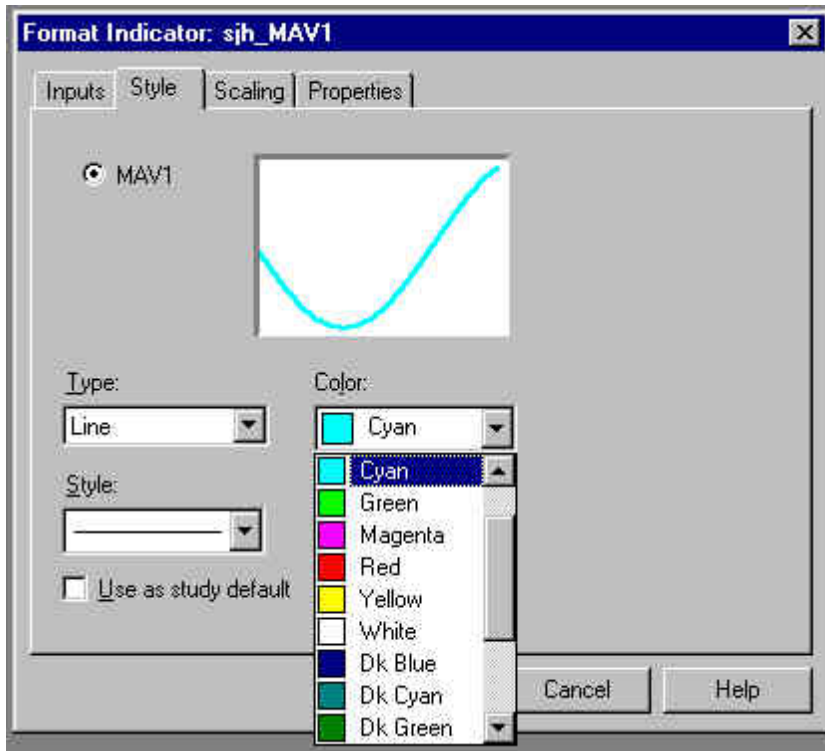 Format Indicator: sjh_MAV1
Inputs Style Scaling Properties
MAV1
Type: Color:
Line Cyan
Style:
Cyan
Green
Magenta
Red
Use as study default
Yellow
White
Dk Blue
Dk Cyan
Dk Green
Cancel Help